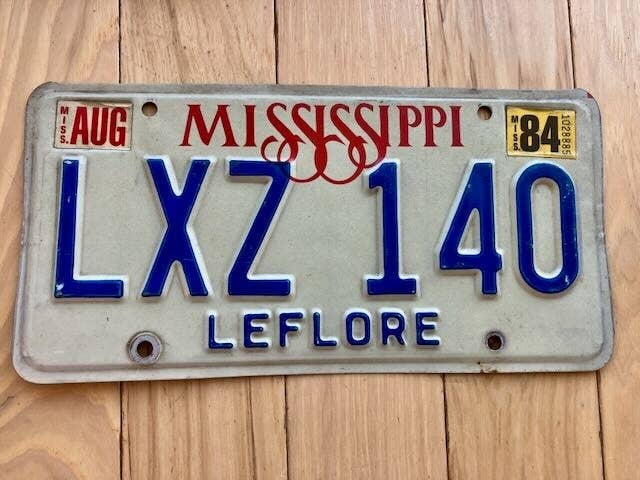 MISS. AUG
MISSISSIPPI
MISS. 84 1028885
LXZ 140
LEFLORE